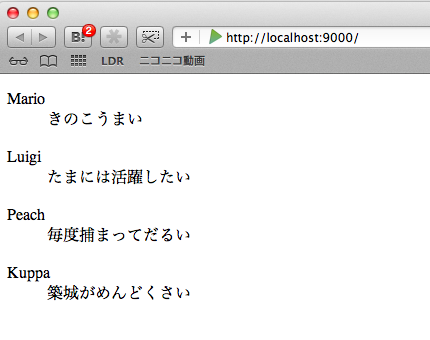 B! 2
http://localhost:9000/
LDR ニコニコ動画
Mario
きのこうまい
Luigi
たまには活躍したい
Peach
毎度捕まってだるい
Kuppa
築城がめんどくさい